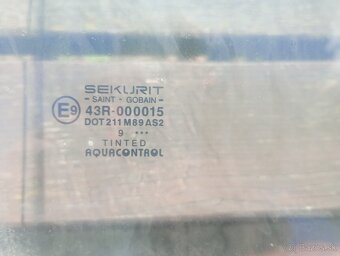 SEKURIT
- SAINT - GOBAIN -
E9 43R-000015
DOT 211 M89 AS2
9 •••
TINTED
AQUACONTROL